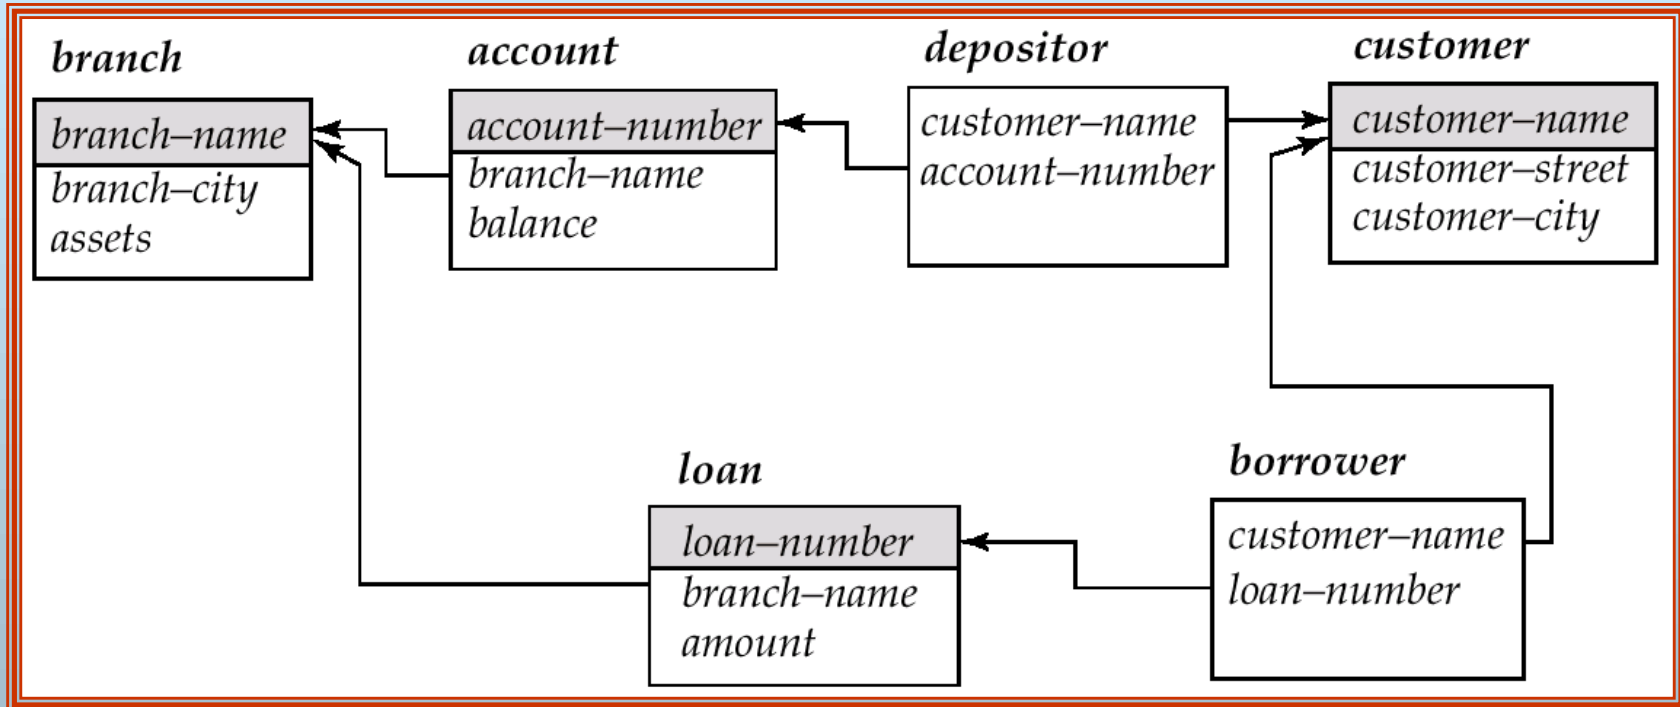 branch
branch–name
branch–city
assets
account
account–number
branch–name
balance
depositor
customer–name
account–number
customer
customer–name
customer–street
customer–city
loan
loan–number
branch–name
amount
borrower
customer–name
loan–number